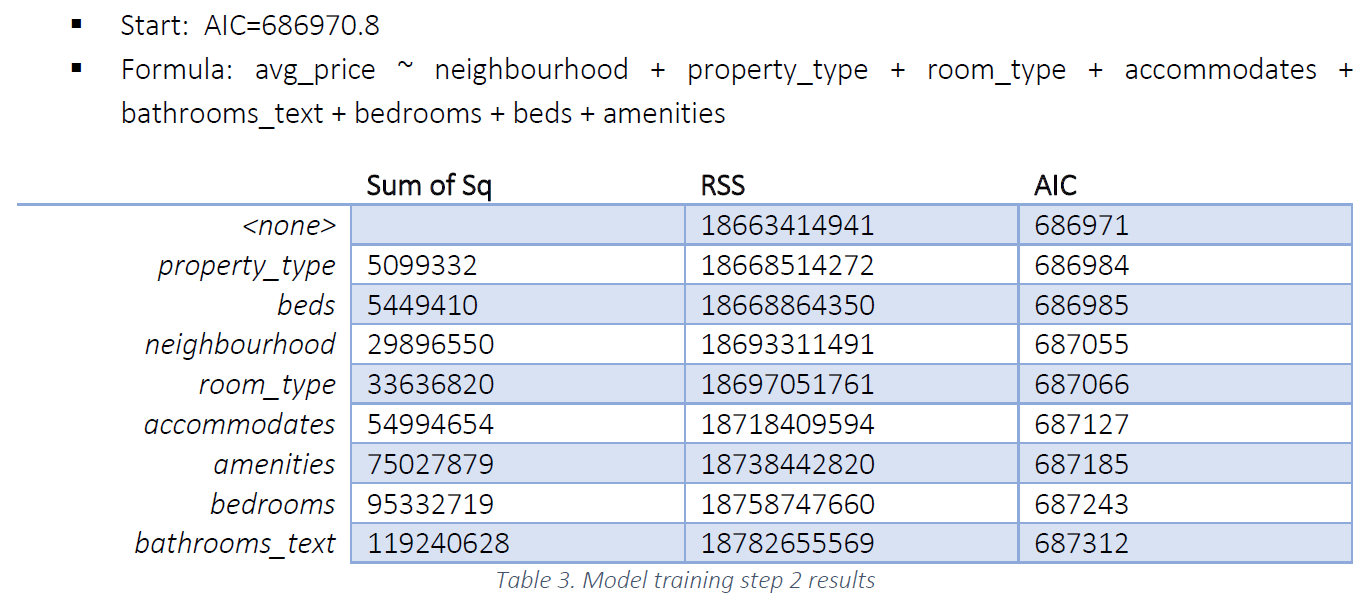 ▪ Start: AIC=686970.8
▪ Formula: avg_price ~ neighbourhood + property_type + room_type + accommodates +
bathrooms_text + bedrooms + beds + amenities
Sum of Sq RSS AIC
<none> 18663414941 686971
property_type 5099332 18668514272 686984
beds 5449410 18668864350 686985
neighbourhood 29896550 18693311491 687055
room_type 33636820 18697051761 687066
accommodates 54994654 18718409594 687127
amenities 75027879 18738442820 687185
bedrooms 95332719 18758747660 687243
bathrooms_text 119240628 18782655569 687312
Table 3. Model training step 2 results